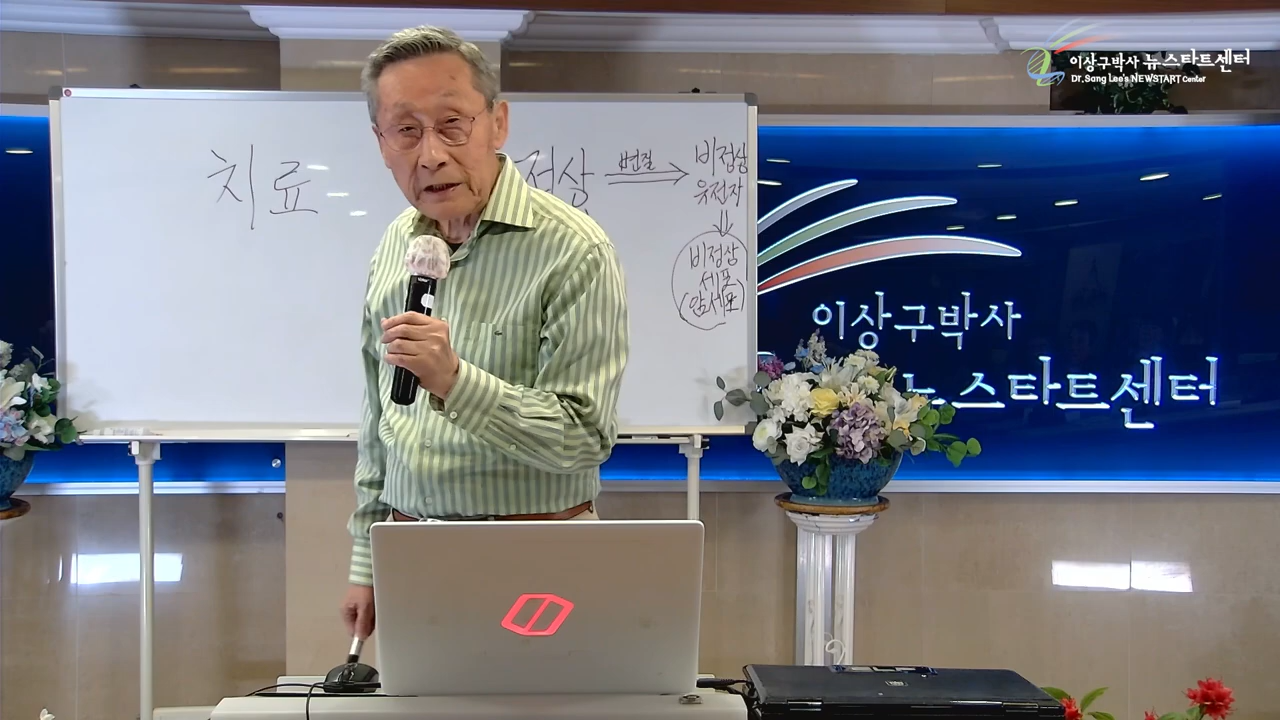 이상구박사 뉴스타트센터
Dr. Sang Lee's NEWSTART Center
치료
정상 변질 비정상
유전자
비정상
세포
(암세포)
이상구박사
뉴스타트센터